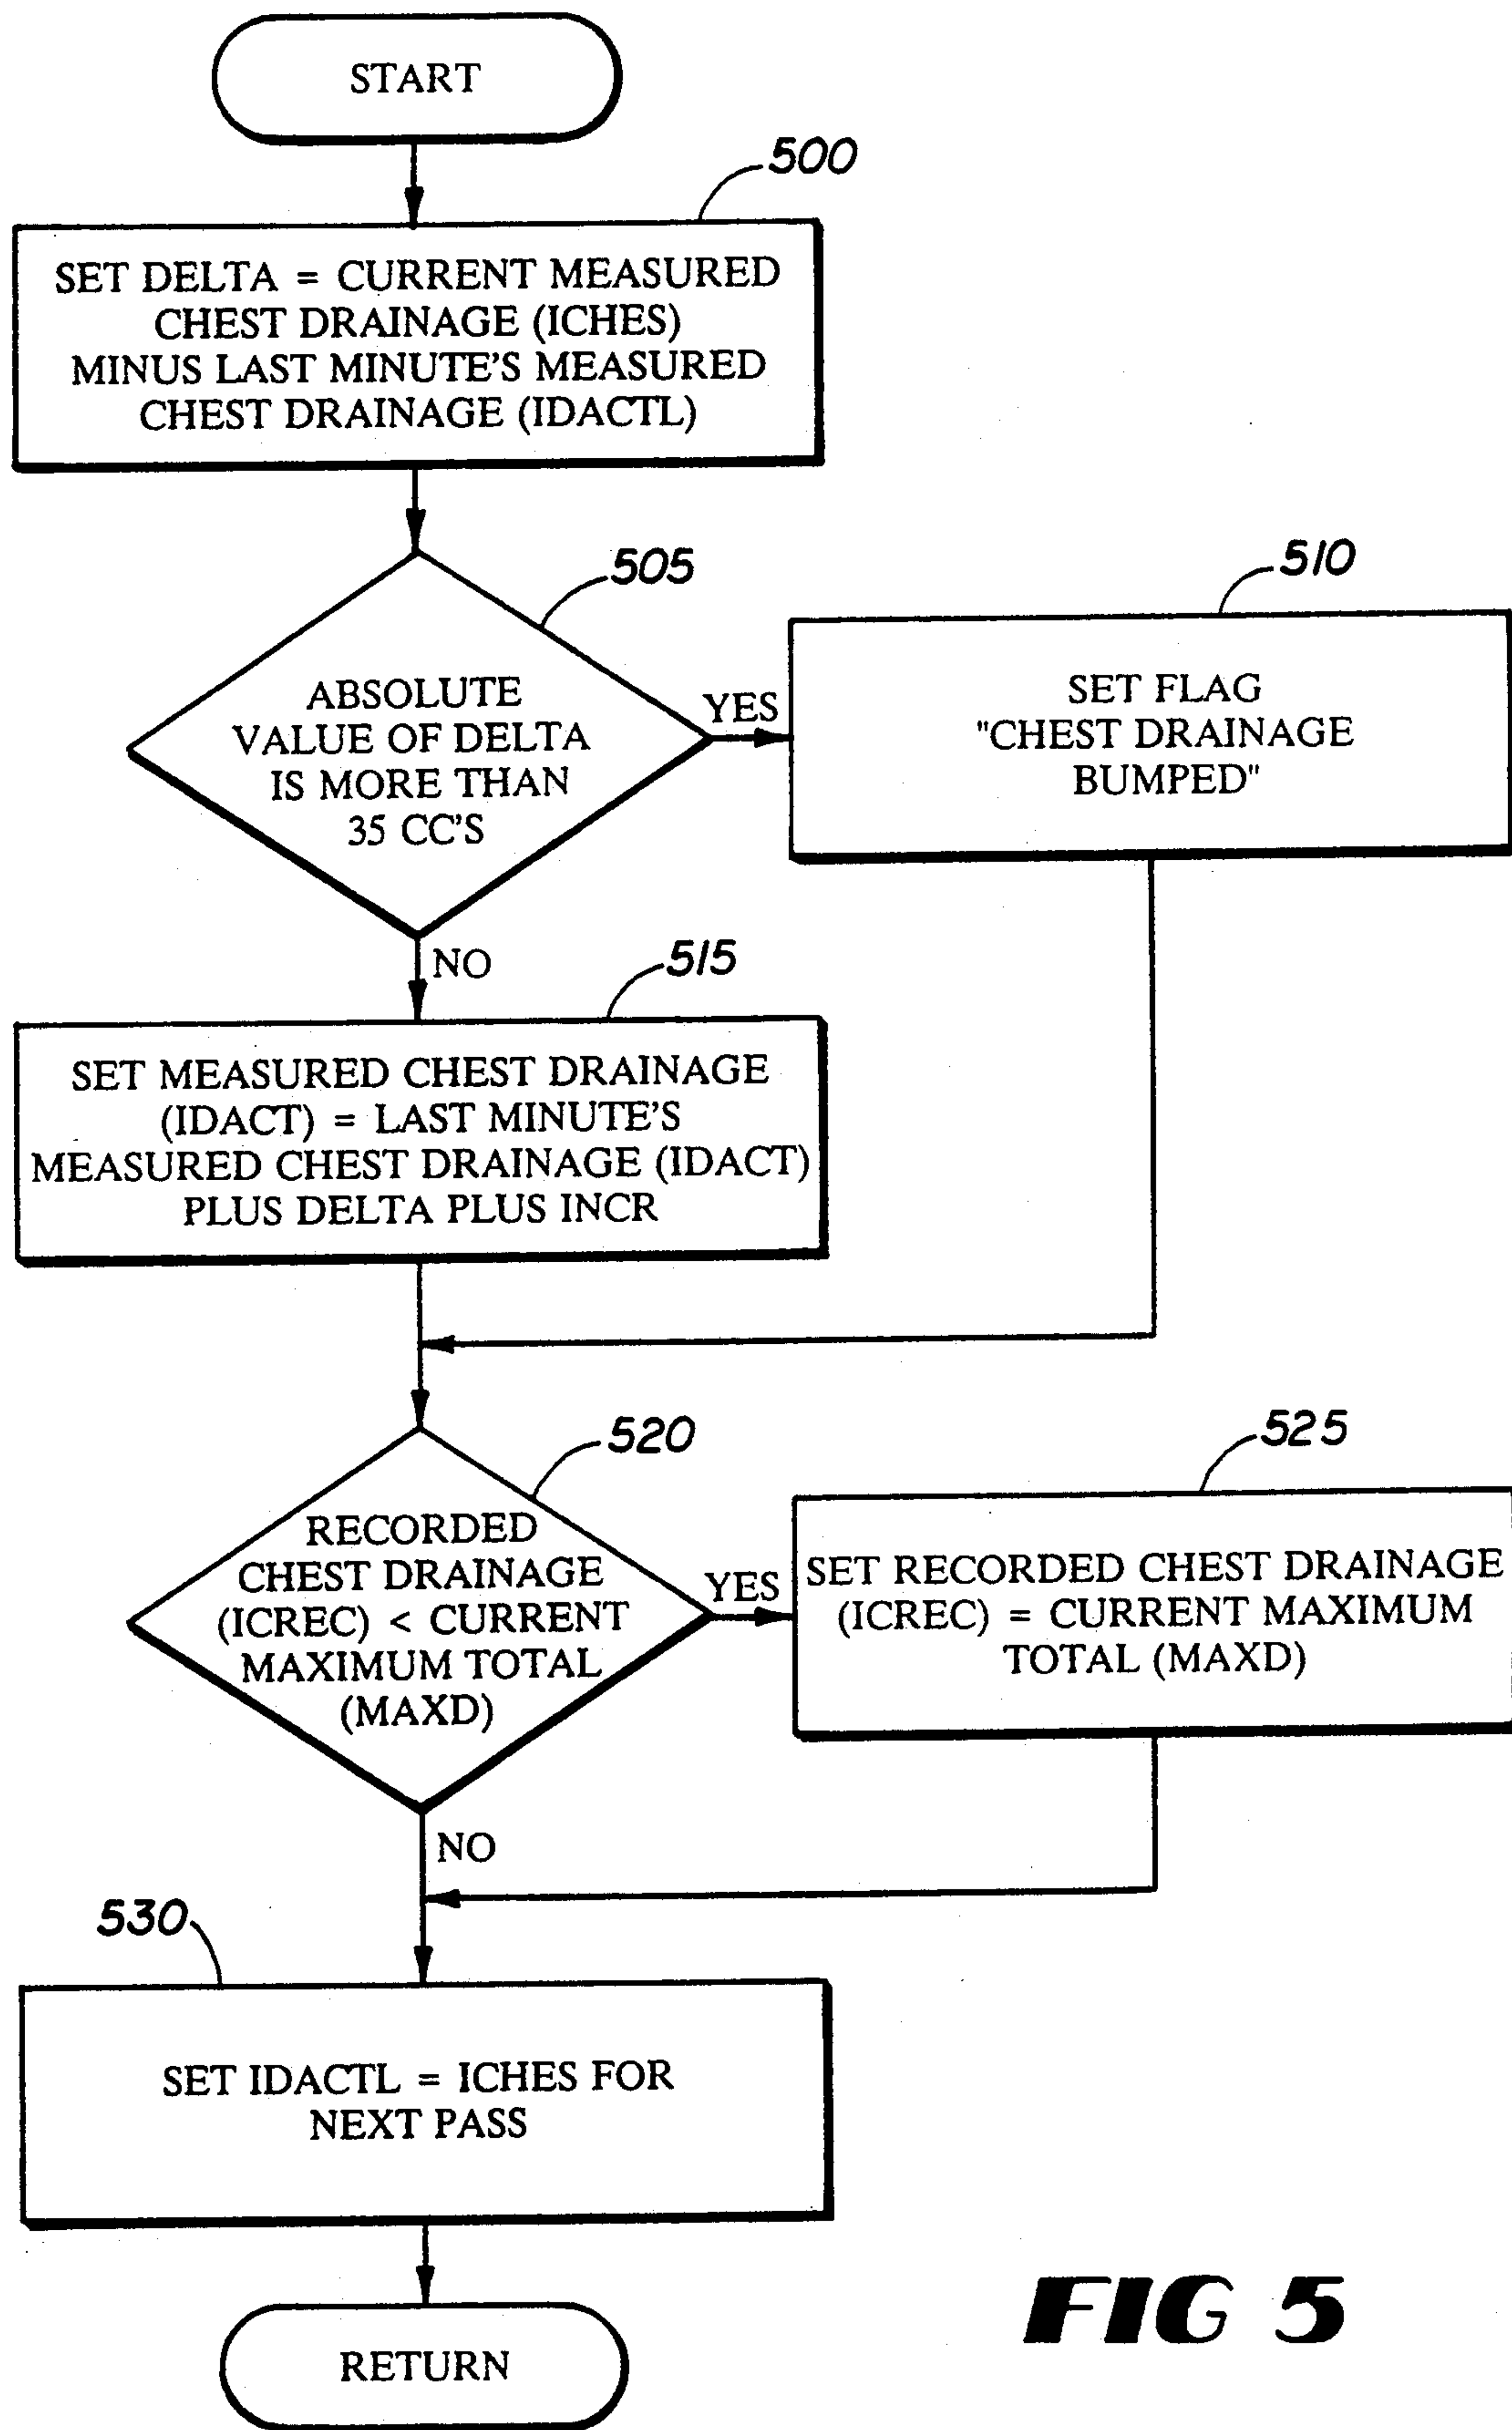 START
500
SET DELTA = CURRENT MEASURED
CHEST DRAINAGE (ICHES)
MINUS LAST MINUTE'S MEASURED
CHEST DRAINAGE (IDACTL)
505
ABSOLUTE
VALUE OF DELTA
IS MORE THAN
35 CC'S
YES
510
SET FLAG
"CHEST DRAINAGE
BUMPED"
NO
515
SET MEASURED CHEST DRAINAGE
(IDACT) = LAST MINUTE'S
MEASURED CHEST DRAINAGE (IDACT)
PLUS DELTA PLUS INCR
520
RECORDED
CHEST DRAINAGE
(ICREC) < CURRENT
MAXIMUM TOTAL
(MAXD)
YES
525
SET RECORDED CHEST DRAINAGE
(ICREC) = CURRENT MAXIMUM
TOTAL (MAXD)
NO
530
SET IDACTL = ICHES FOR
NEXT PASS
RETURN
FIG 5